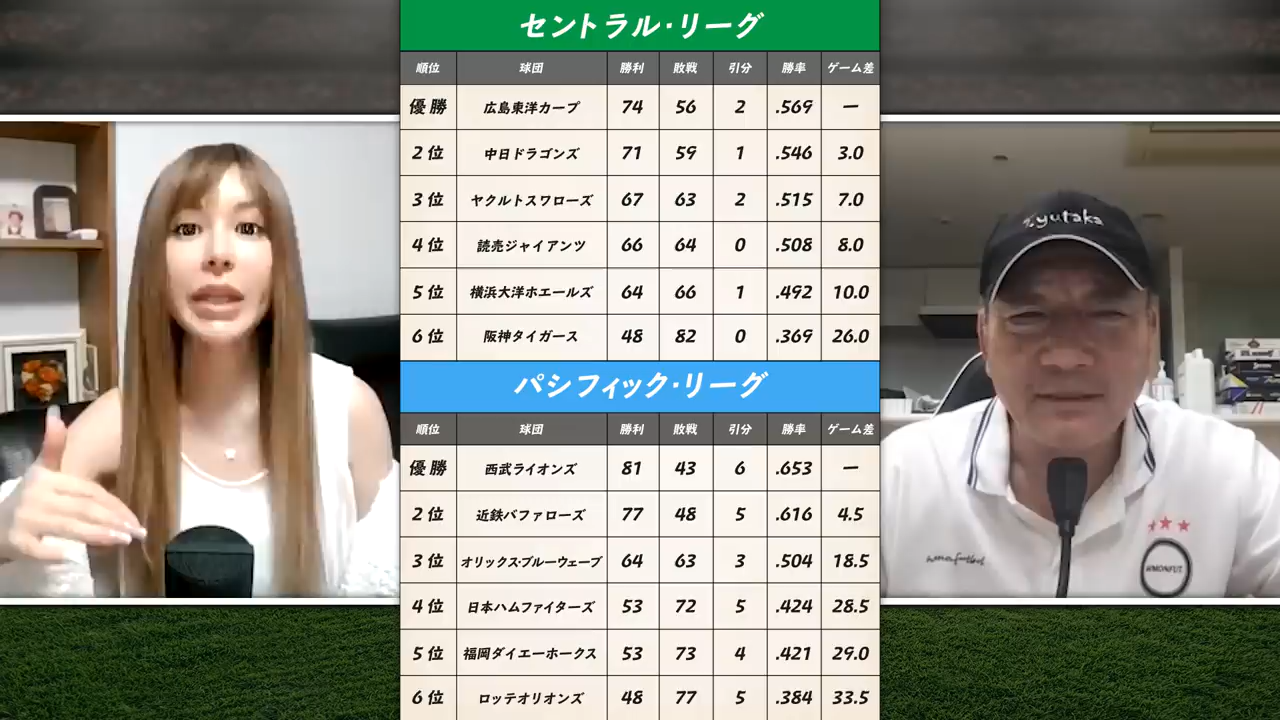 セントラル・リーグ
順位 球団 勝利 敗戦 引分 勝率 ゲーム差
優勝 広島東洋カープ 74 56 2 .569 ー
2位 中日ドラゴンズ 71 59 1 .546 3.0
3位 ヤクルトスワローズ 67 63 2 .515 7.0
4位 読売ジャイアンツ 66 64 0 .508 8.0
5位 横浜大洋ホエールズ 64 66 1 .492 10.0
6位 阪神タイガース 48 82 0 .369 26.0
パシフィック・リーグ
順位 球団 勝利 敗戦 引分 勝率 ゲーム差
優勝 西武ライオンズ 81 43 6 .653 ー
2位 近鉄バファローズ 77 48 5 .616 4.5
3位 オリックス・ブルーウェーブ 64 63 3 .504 18.5
4位 日本ハムファイターズ 53 72 5 .424 28.5
5位 福岡ダイエーホークス 53 73 4 .421 29.0
6位 ロッテオリオンズ 48 77 5 .384 33.5
#MONFUT